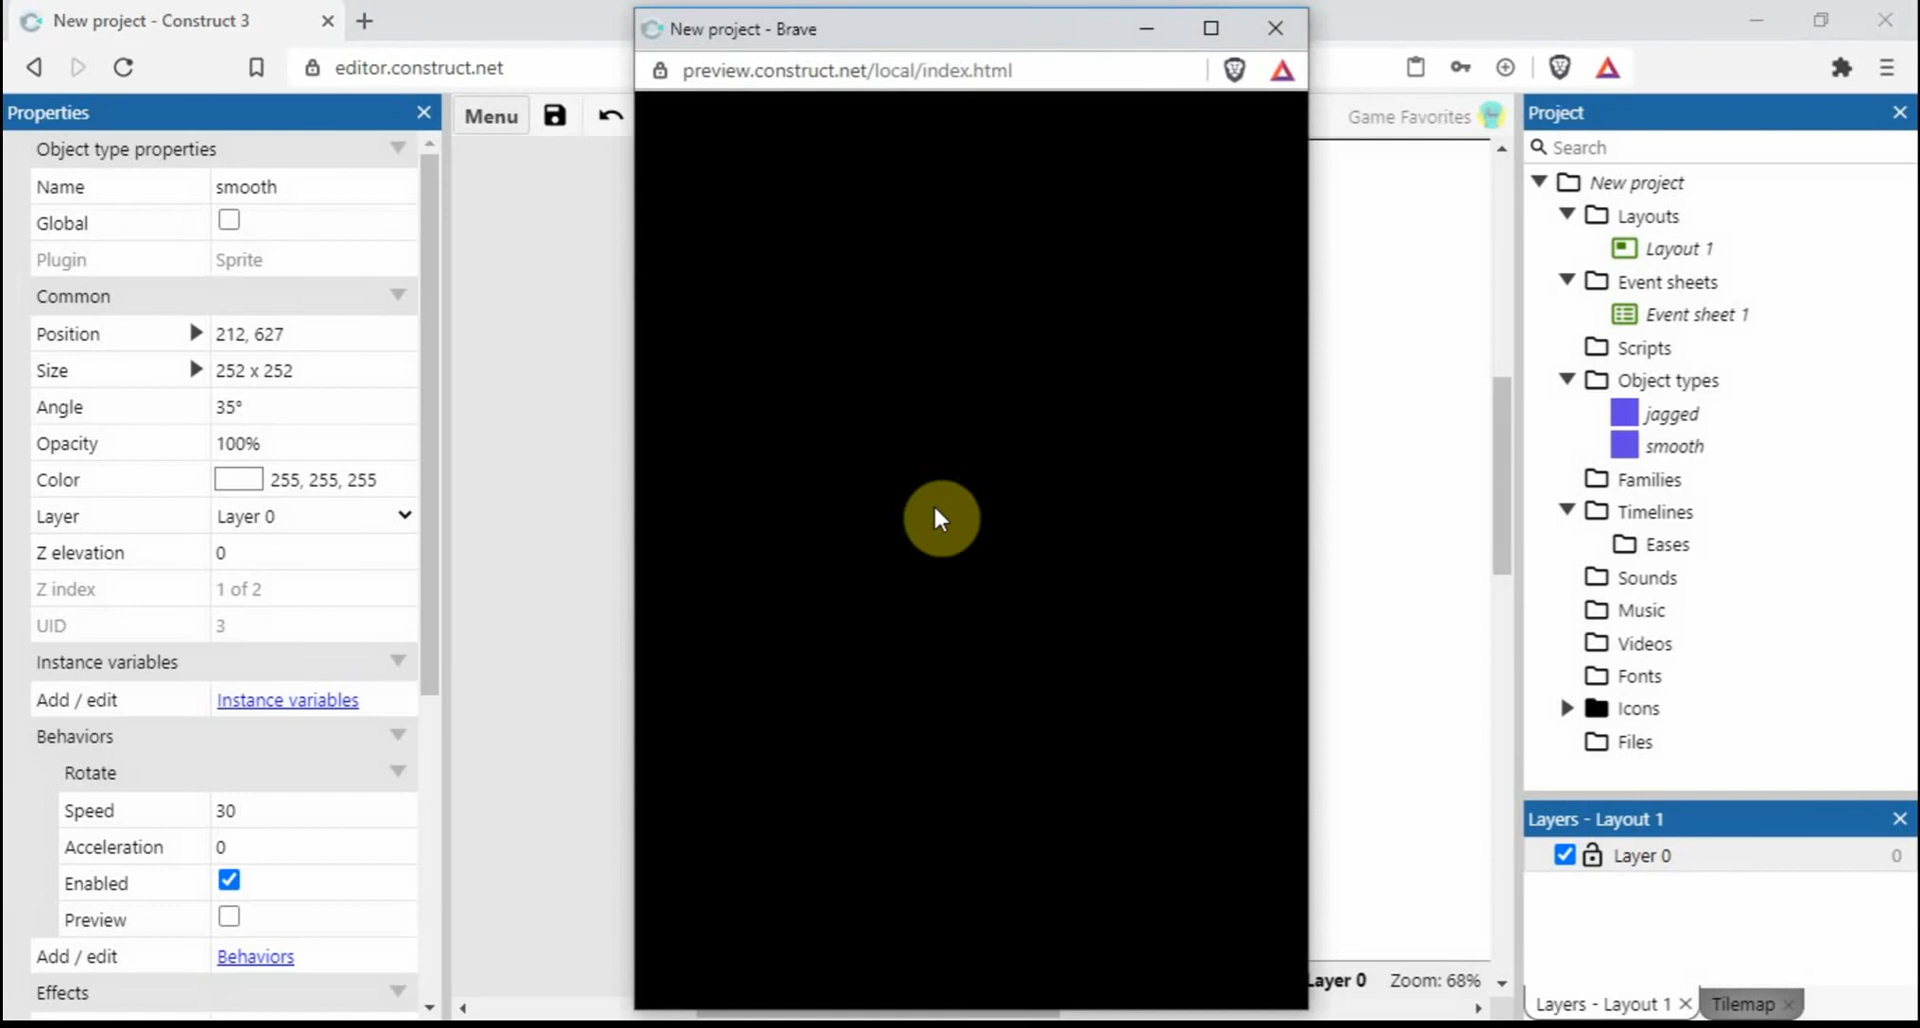 New project - Construct 3
editor.construct.net
New project - Brave
preview.construct.net/local/index.html
Properties
Object type properties
Name smooth
Global
Plugin Sprite
Common
Position 212, 627
Size 252 x 252
Angle 35°
Opacity 100%
Color 255, 255, 255
Layer Layer 0
Z elevation 0
Z index 1 of 2
UID 3
Instance variables
Add / edit Instance variables
Behaviors
Rotate
Speed 30
Acceleration 0
Enabled
Preview
Add / edit Behaviors
Effects
Menu
Game Favorites
Layer 0 Zoom: 68%
Project
Search
New project
Layouts
Layout 1
Event sheets
Event sheet 1
Scripts
Object types
jagged
smooth
Families
Timelines
Eases
Sounds
Music
Videos
Fonts
Icons
Files
Layers - Layout 1
Layer 0 0
Layers - Layout 1 Tilemap